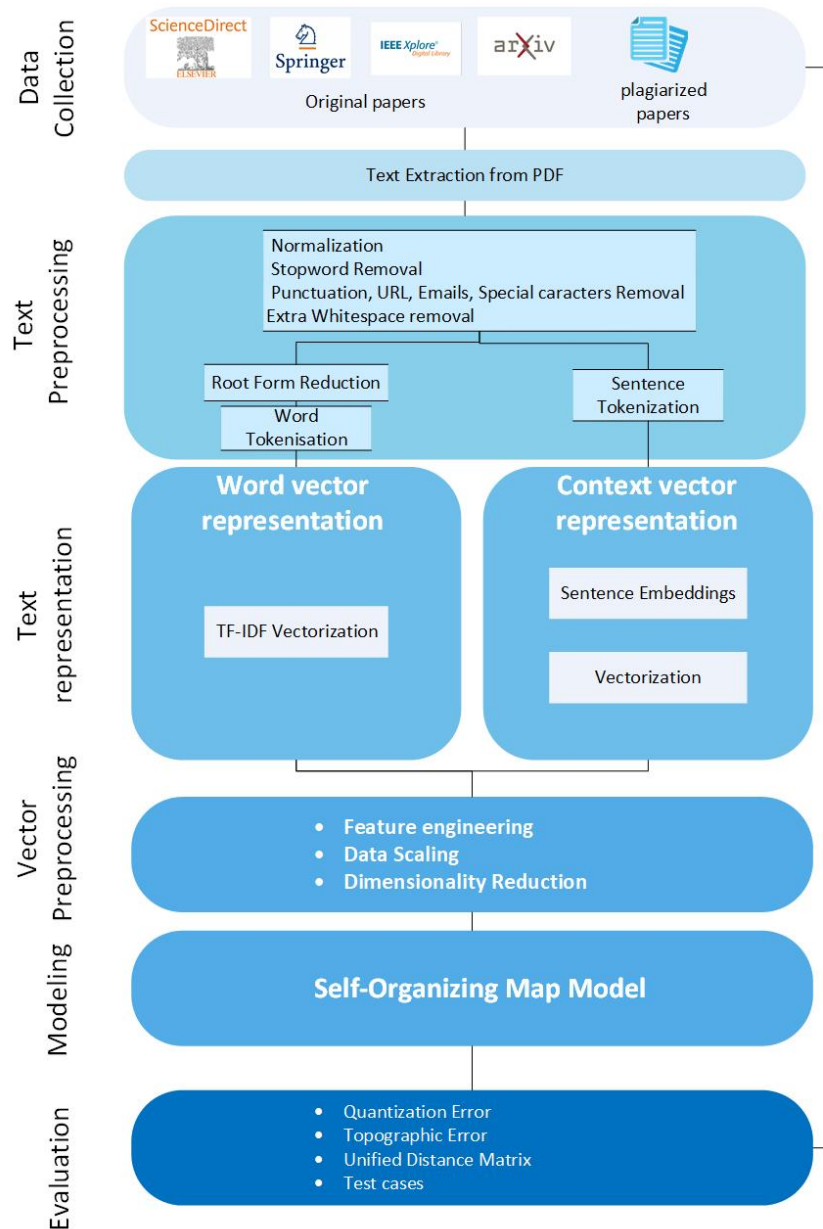 ScienceDirect
ELSEVIER
Springer
IEEE Xplore®
Digital Library
arXiv
Data
Collection
Original papers
plagiarized
papers
Text Extraction from PDF
Text
Preprocessing
Normalization
Stopword Removal
Punctuation, URL, Emails, Special caracters Removal
Extra Whitespace removal
Root Form Reduction
Word
Tokenisation
Sentence
Tokenization
Text
representation
Word vector
representation
TF-IDF Vectorization
Context vector
representation
Sentence Embeddings
Vectorization
Vector
Preprocessing
• Feature engineering
• Data Scaling
• Dimensionality Reduction
Modeling
Self-Organizing Map Model
Evaluation
• Quantization Error
• Topographic Error
• Unified Distance Matrix
• Test cases